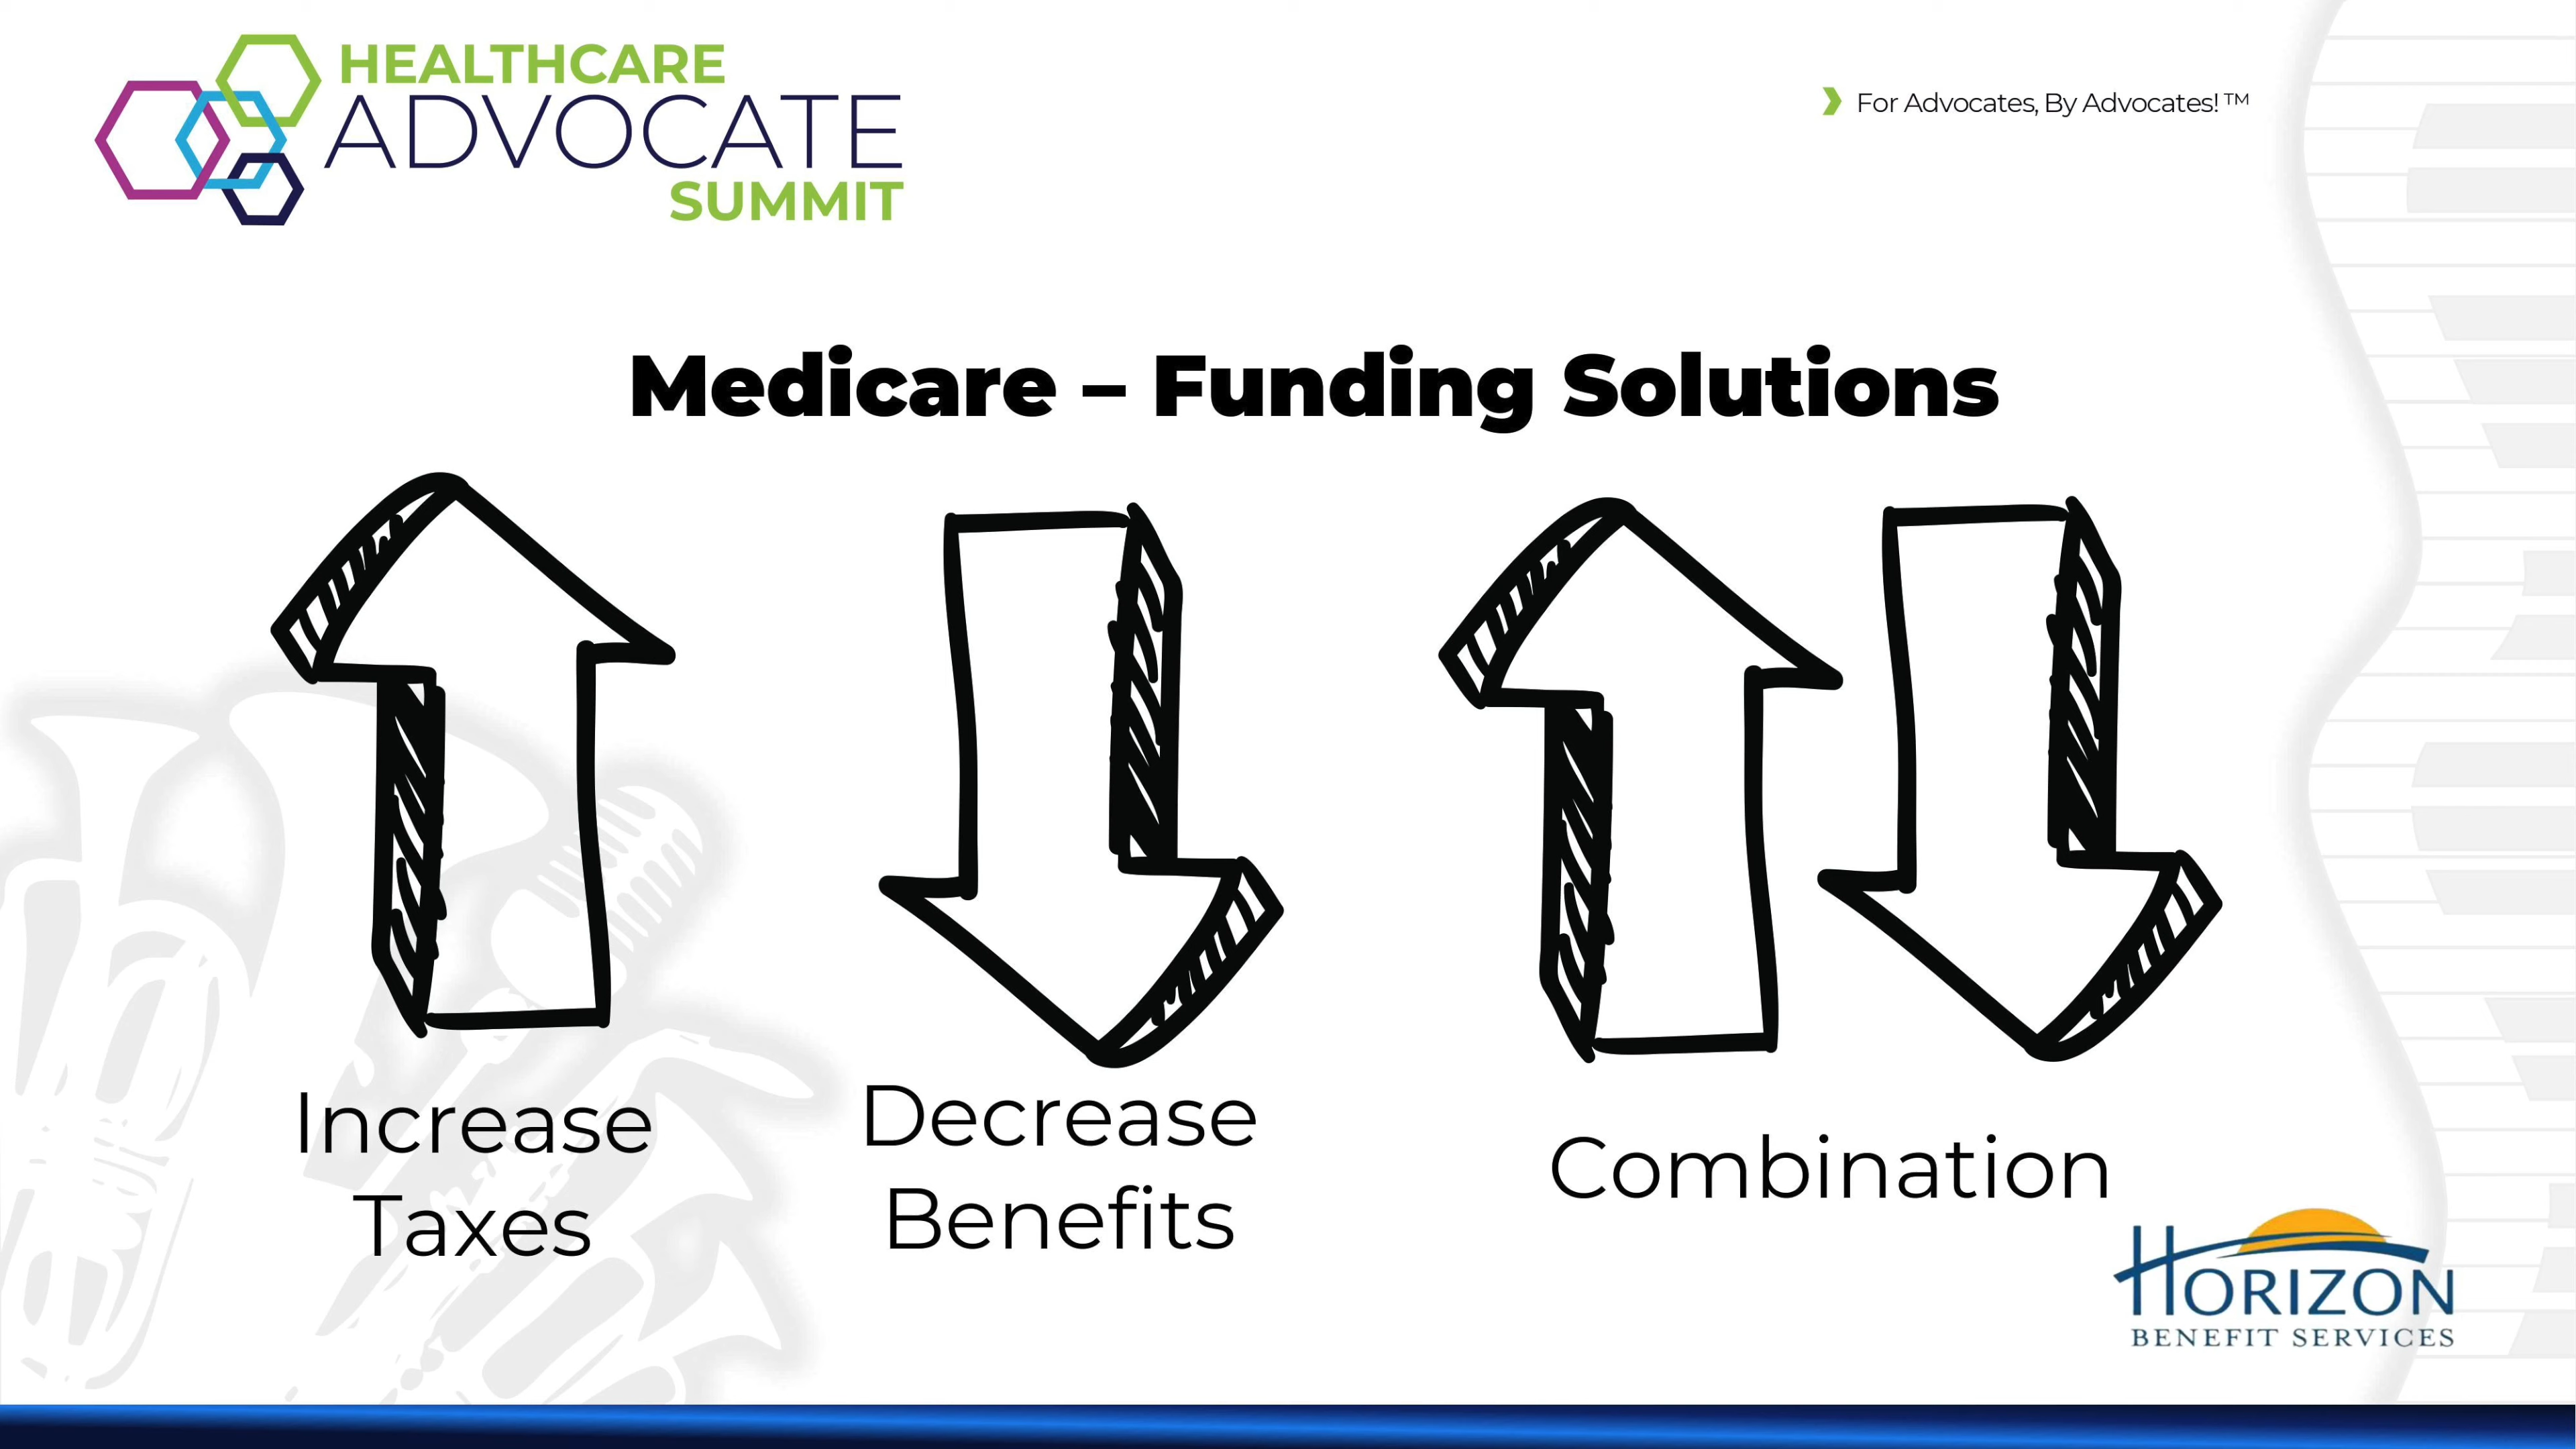 HEALTHCARE
ADVOCATE
SUMMIT
For Advocates, By Advocates!™
Medicare – Funding Solutions
Increase
Taxes
Decrease
Benefits
Combination
HORIZON
BENEFIT SERVICES